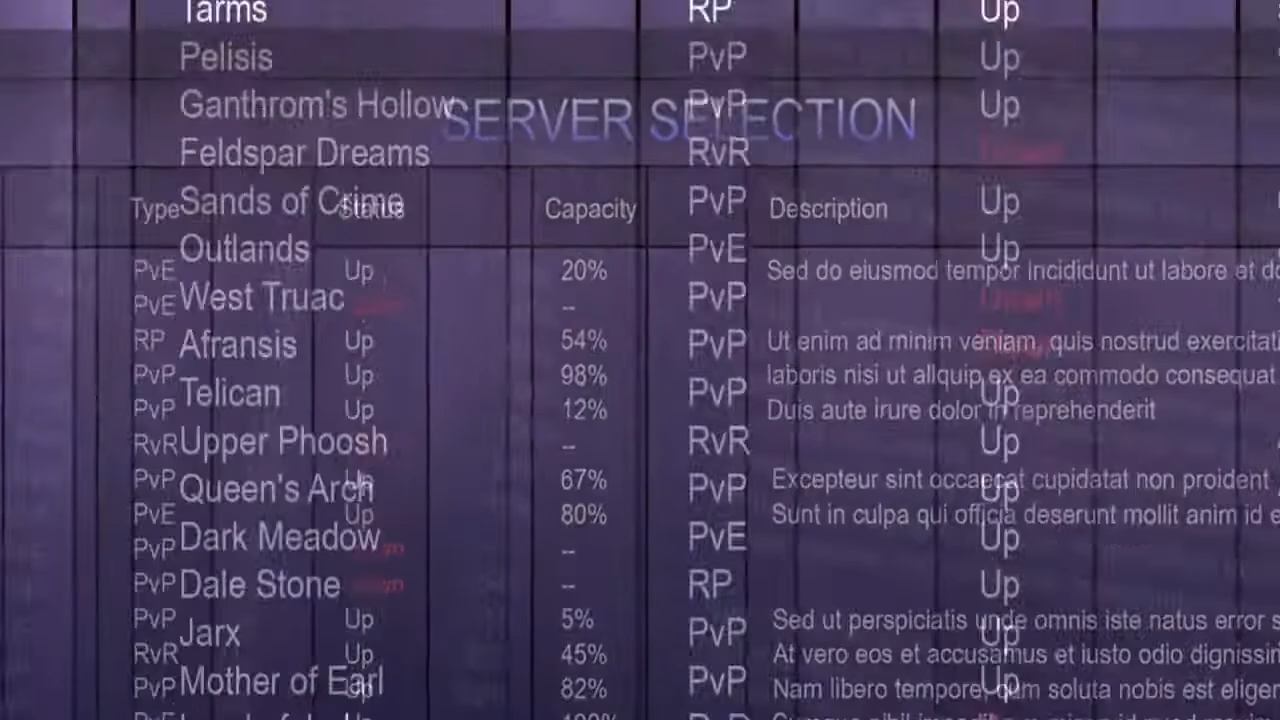 Tarms RP Up
Pelisis PvP Up
Ganthrom's Hollow PvP Up
SERVER SELECTION
Feldspar Dreams RvR
Sands of Crime PvP Up
Type Status Capacity Description
Outlands PvE Up
PvE Up 20% Sed do eiusmod tempor incididunt ut labore et
West Truac PvP Down
PvE --
RP Up 54% Ut enim ad minim veniam, quis nostrud
Afransis PvP
PvP Up 98% laboris nisi ut aliquip ex ea commodo consequat
Telican PvP Up
PvP Up 12% Duis aute irure dolor in reprehenderit
Upper Phoosh RvR Up
RvR --
PvP Up 67% Excepteur sint occaecat cupidatat non proident
Queen's Arch PvP Up
PvE Up 80% Sunt in culpa qui officia deserunt mollit anim id
Dark Meadow PvE Up
PvP --
Dale Stone RP Up
PvP --
PvP Up 5% Sed ut perspiciatis unde omnis iste natus error
Jarx PvP Up
RvR Up 45% At vero eos et accusamus et iusto odio
Mother of Earl PvP Up
PvP Up 82% Nam libero tempore, cum soluta nobis est